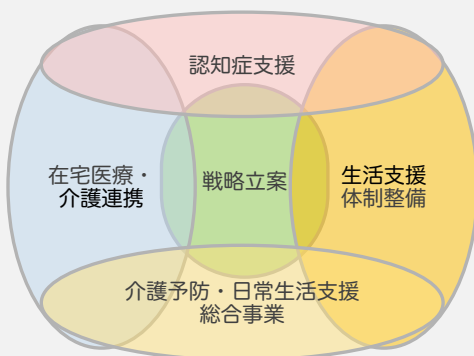 認知症支援
在宅医療・
介護連携
戦略立案
生活支援
体制整備
介護予防・日常生活支援
総合事業